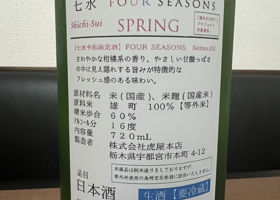 七水 FOUR SEASONS
Shichi-Sui SPRING
【七水季節限定酒】FOUR SEASONS Series.02
さわやかな柑橘系の香り、やさしい甘酸っぱさ
の中に見え隠れする旨みが特徴的な
フレッシュ感のある味わい。
原材料名 米(国産)、米麹(国産米)
原料米 雄町 100%【等外米】
精米歩合 60%
アルコール分 16度
内容量 720mL
製造者 株式会社虎屋本店
栃木県宇都宮市本町4-12
品目 日本酒
生酒【要冷蔵】